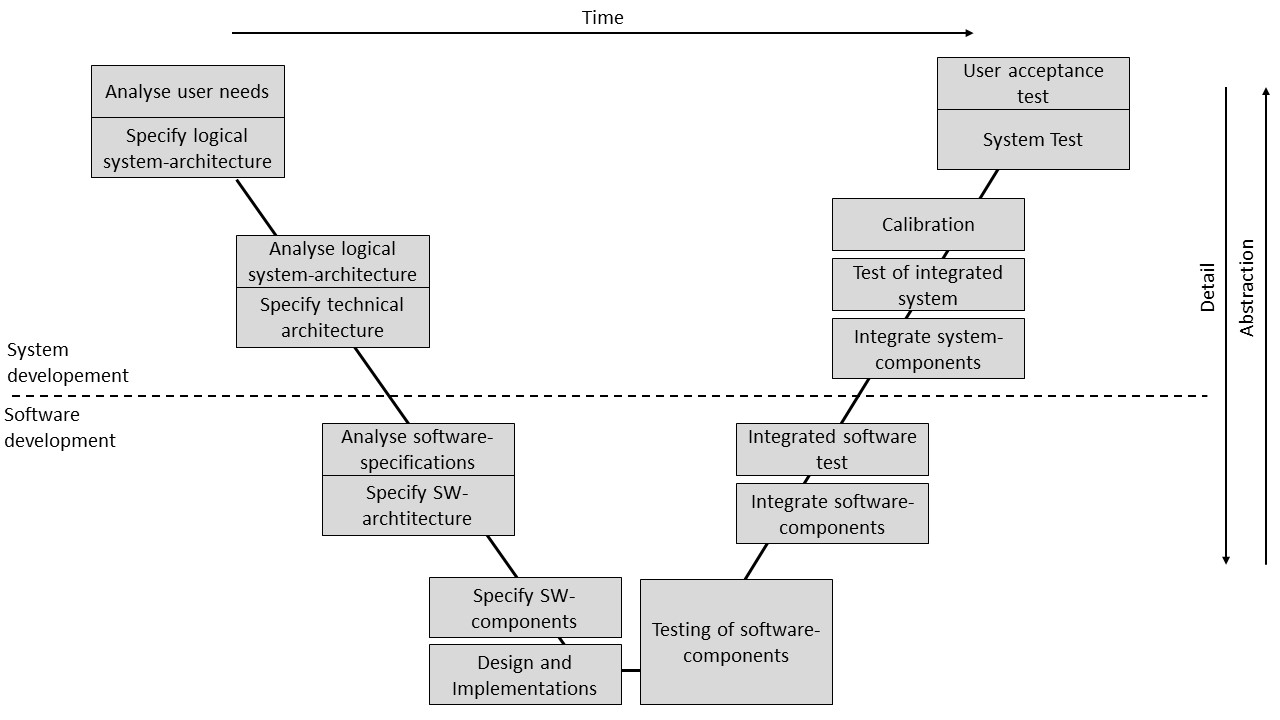 Time
Analyse user needs
Specify logical
system-architecture
Analyse logical
system-architecture
Specify technical
architecture
System
developement
Software
development
Analyse software-
specifications
Specify SW-
archtitecture
Specify SW-
components
Design and
Implementations
Testing of software-
components
Integrate software-
components
Integrated software
test
Integrate system-
components
Test of integrated
system
Calibration
System Test
User acceptance
test
Detail
Abstraction